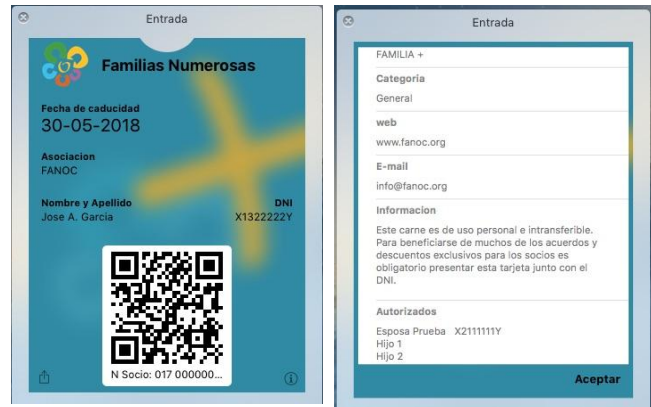 Entrada
Familias Numerosas
Fecha de caducidad
30-05-2018
Asociacion
FANOC
Nombre y Apellido
DNI
Jose A. Garcia
X1322222Y
N Socio: 017 000000...
Entrada
FAMILIA +
Categoria
General
web
www.fanoc.org
E-mail
info@fanoc.org
Informacion
Este carne es de uso personal e intransferible.
Para beneficiarse de muchos de los acuerdos y
descuentos exclusivos para los socios es
obligatorio presentar esta tarjeta junto con el
DNI.
Autorizados
Esposa Prueba X2111111Y
Hijo 1
Hijo 2
Aceptar